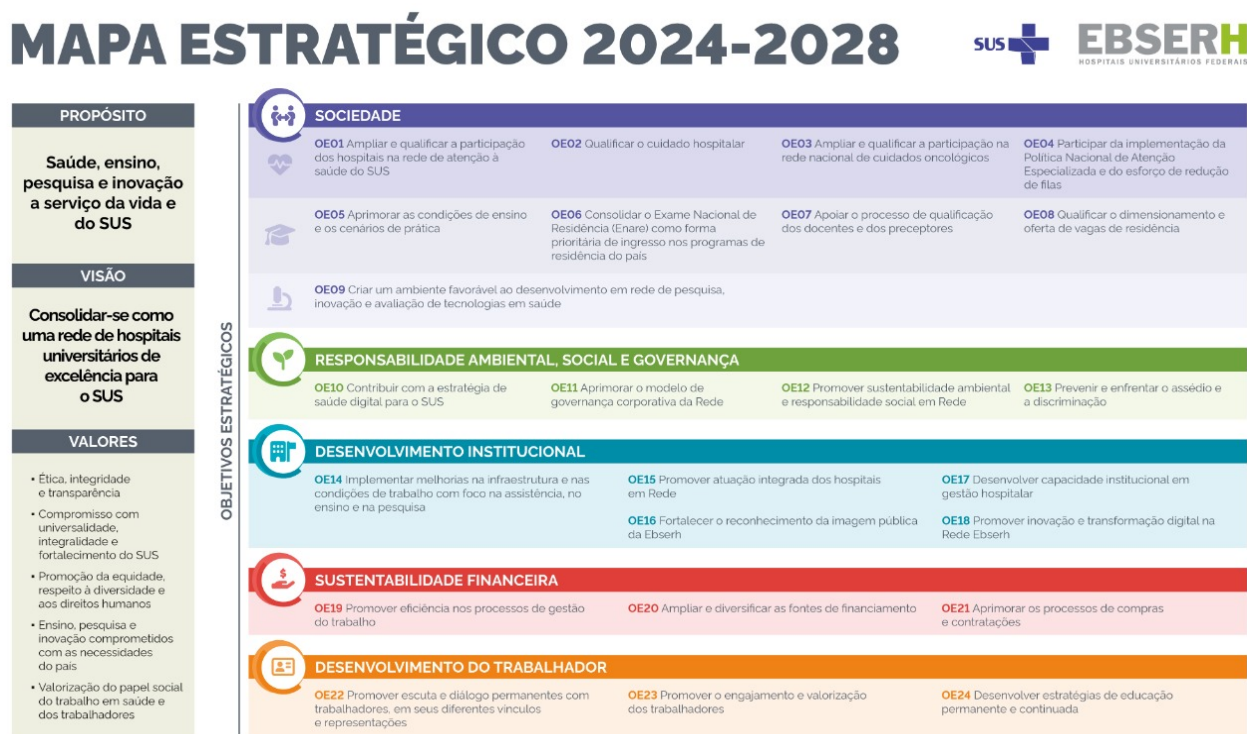 MAPA ESTRATÉGICO 2024-2028
SUS
EBSERH
HOSPITAIS UNIVERSITÁRIOS FEDERAIS
PROPÓSITO
Saúde, ensino,
pesquisa e inovação
a serviço da vida e
do SUS
VISÃO
Consolidar-se como
uma rede de hospitais
universitários de
excelência para
o SUS
VALORES
▪ Ética, integridade
e transparência
▪ Compromisso com
universalidade,
integralidade e
fortalecimento do SUS
▪ Promoção da equidade,
respeito à diversidade e
aos direitos humanos
▪ Ensino, pesquisa e
inovação comprometidos
com as necessidades
do país
▪ Valorização do papel social
do trabalho em saúde e
dos trabalhadores
OBJETIVOS ESTRATÉGICOS
SOCIEDADE
OE01 Ampliar e qualificar a participação
dos hospitais na rede de atenção à
saúde do SUS
OE02 Qualificar o cuidado hospitalar
OE03 Ampliar e qualificar a participação na
rede nacional de cuidados oncológicos
OE04 Participar da implementação da
Política Nacional de Atenção
Especializada e do esforço de redução
de filas
OE05 Aprimorar as condições de ensino
e os cenários de prática
OE06 Consolidar o Exame Nacional de
Residência (Enare) como forma
prioritária de ingresso nos programas de
residência do país
OE07 Apoiar o processo de qualificação
dos docentes e dos preceptores
OE08 Qualificar o dimensionamento e
oferta de vagas de residência
OE09 Criar um ambiente favorável ao desenvolvimento em rede de pesquisa,
inovação e avaliação de tecnologias em saúde
RESPONSABILIDADE AMBIENTAL, SOCIAL E GOVERNANÇA
OE10 Contribuir com a estratégia de
saúde digital para o SUS
OE11 Aprimorar o modelo de
governança corporativa da Rede
OE12 Promover sustentabilidade ambiental
e responsabilidade social em Rede
OE13 Prevenir e enfrentar o assédio e
a discriminação
DESENVOLVIMENTO INSTITUCIONAL
OE14 Implementar melhorias na infraestrutura e nas
condições de trabalho com foco na assistência, no
ensino e na pesquisa
OE15 Promover atuação integrada dos hospitais
em Rede
OE16 Fortalecer o reconhecimento da imagem pública
da Ebserh
OE17 Desenvolver capacidade institucional em
gestão hospitalar
OE18 Promover inovação e transformação digital na
Rede Ebserh
SUSTENTABILIDADE FINANCEIRA
OE19 Promover eficiência nos processos de gestão
do trabalho
OE20 Ampliar e diversificar as fontes de financiamento
OE21 Aprimorar os processos de compras
e contratações
DESENVOLVIMENTO DO TRABALHADOR
OE22 Promover escuta e diálogo permanentes com
trabalhadores, em seus diferentes vínculos
e representações
OE23 Promover o engajamento e valorização
dos trabalhadores
OE24 Desenvolver estratégias de educação
permanente e continuada